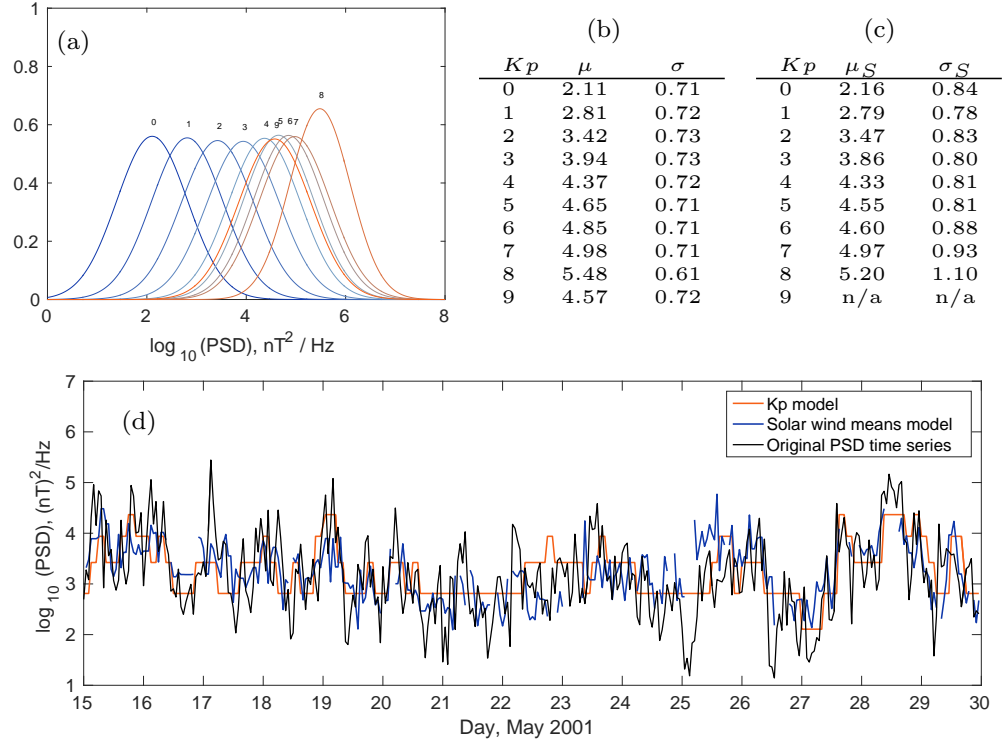 (a)
1
0.8
0.6
0.4
0.2
0
0 1 2 3 4 9 5 6 7 8
0 2 4 6 8
log 10 (PSD), nT² / Hz
(b)
Kp μ σ
0 2.11 0.71
1 2.81 0.72
2 3.42 0.73
3 3.94 0.73
4 4.37 0.72
5 4.65 0.71
6 4.85 0.71
7 4.98 0.71
8 5.48 0.61
9 4.57 0.72
(c)
Kp μS σS
0 2.16 0.84
1 2.79 0.78
2 3.47 0.83
3 3.86 0.80
4 4.33 0.81
5 4.55 0.81
6 4.60 0.88
7 4.97 0.93
8 5.20 1.10
9 n/a n/a
(d)
7
6
5
4
3
2
1
log 10 (PSD), (nT)²/Hz
Kp model
Solar wind means model
Original PSD time series
15 16 17 18 19 20 21 22 23 24 25 26 27 28 29 30
Day, May 2001